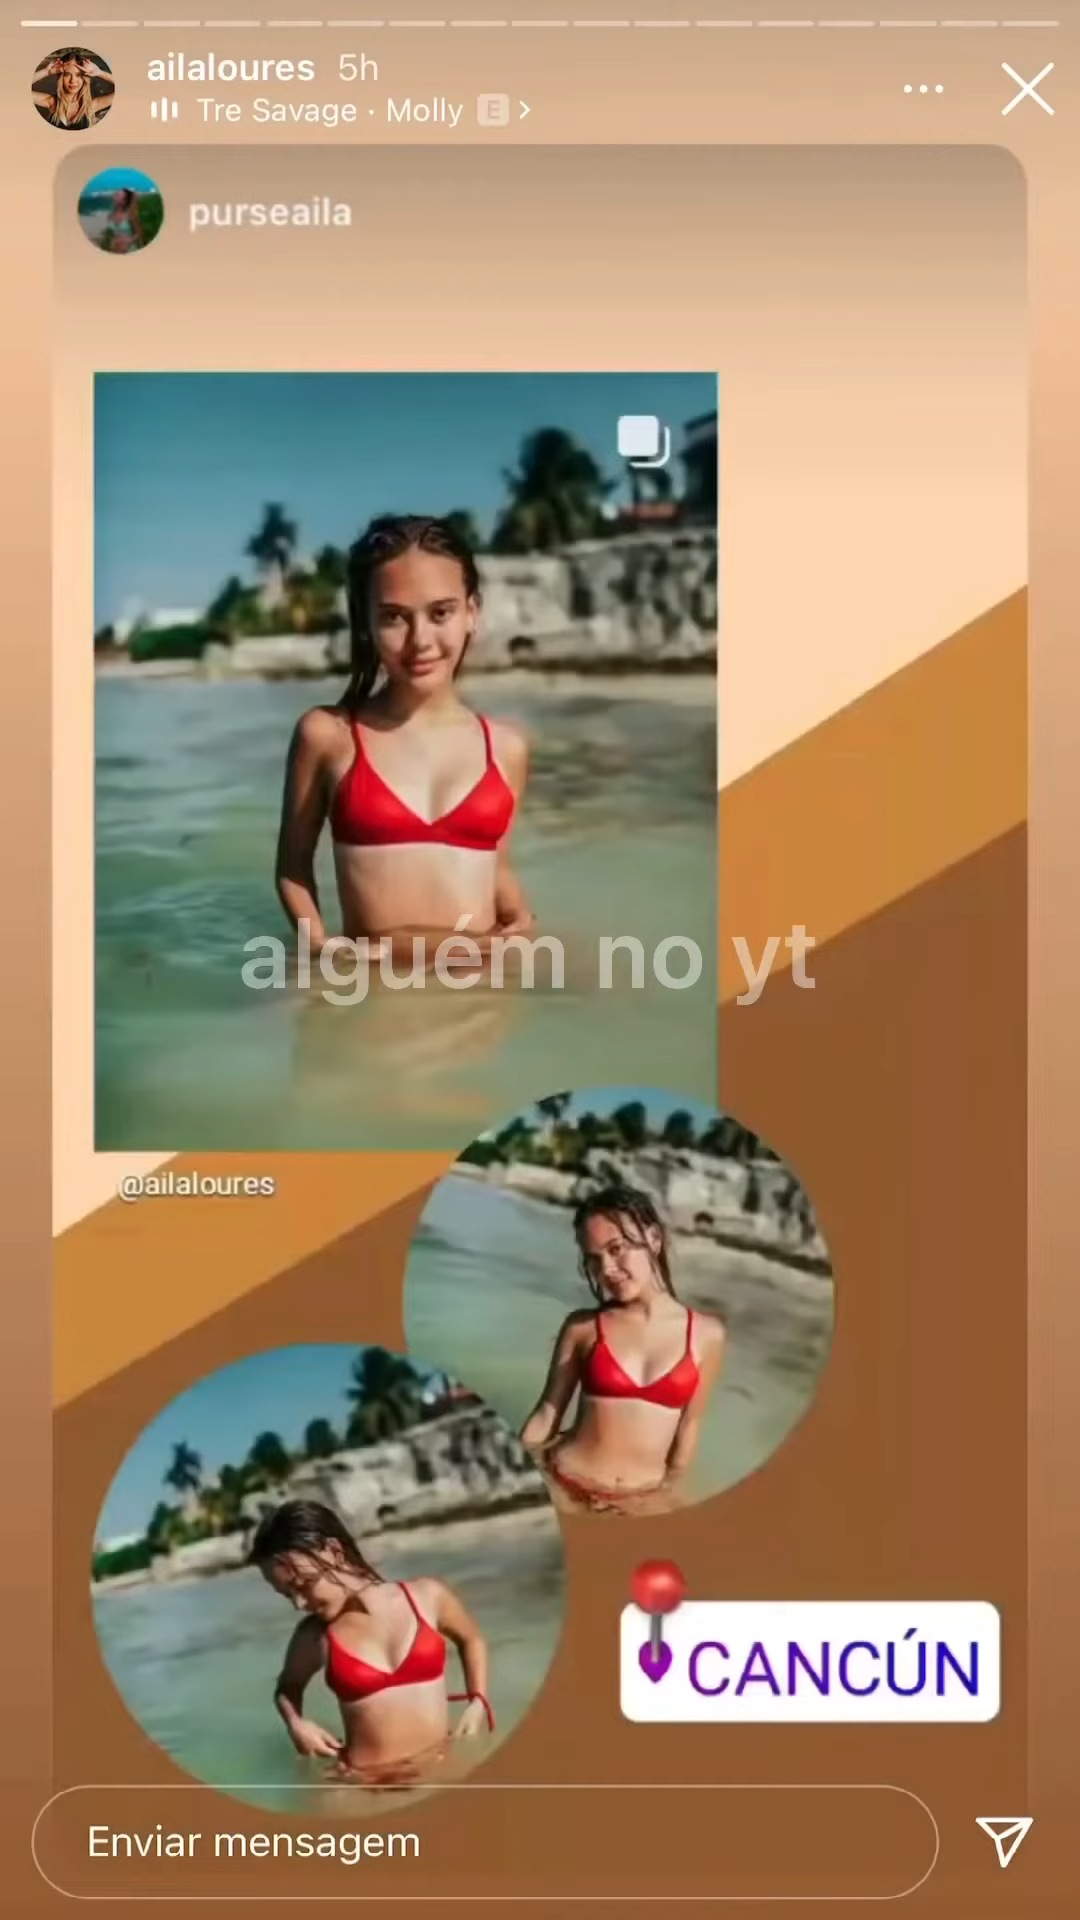 ailaloures 5h
Tre Savage · Molly E
purseaila
alguém no yt
@ailaloures
CANCÚN
Enviar mensagem